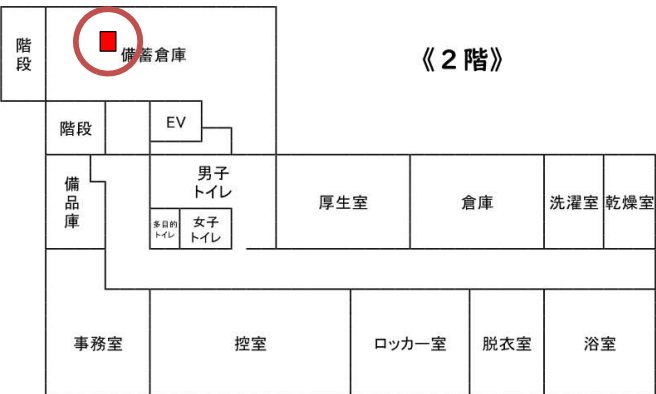 階
段
備蓄倉庫
《２階》
階段
EV
備
品
庫
男子
トイレ
多目的
トイレ
女子
トイレ
厚生室
倉庫
洗濯室
乾燥室
事務室
控室
ロッカー室
脱衣室
浴室